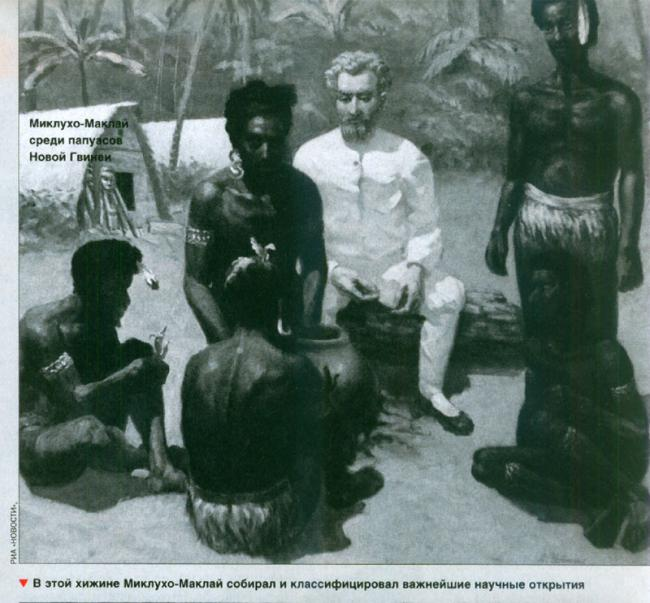 Миклухо-Маклай
среди папуасов
Новой Гвинеи
РИА «НОВОСТИ».
▼ В этой хижине Миклухо-Маклай собирал и классифицировал важнейшие научные открытия